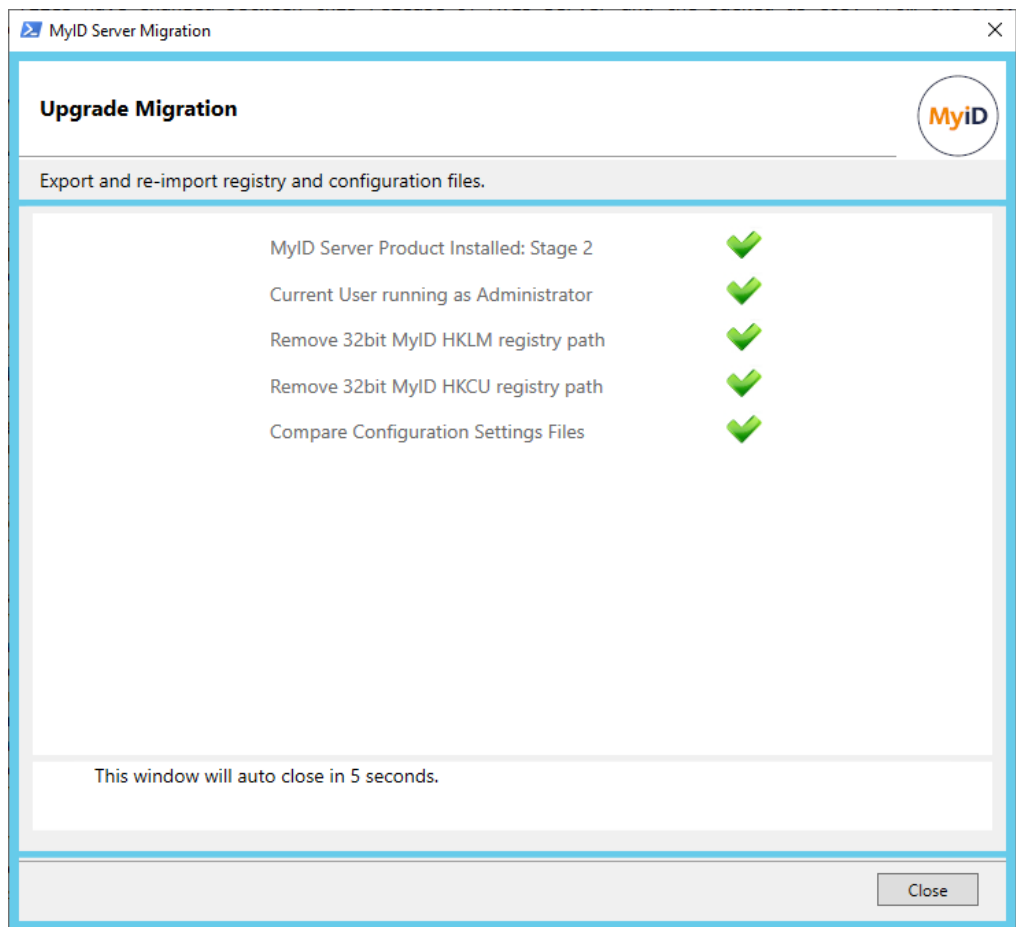 MyID Server Migration
Upgrade Migration
MyiD
Export and re-import registry and configuration files.
MyID Server Product Installed: Stage 2
Current User running as Administrator
Remove 32bit MyID HKLM registry path
Remove 32bit MyID HKCU registry path
Compare Configuration Settings Files
This window will auto close in 5 seconds.
Close